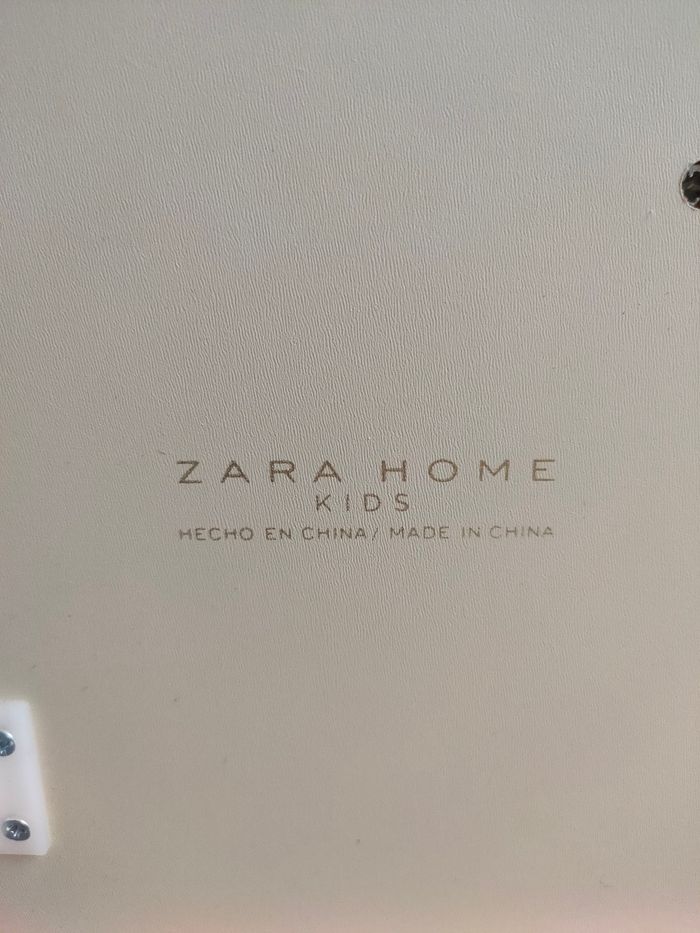 ZARA HOME
KIDS
HECHO EN CHINA/ MADE IN CHINA